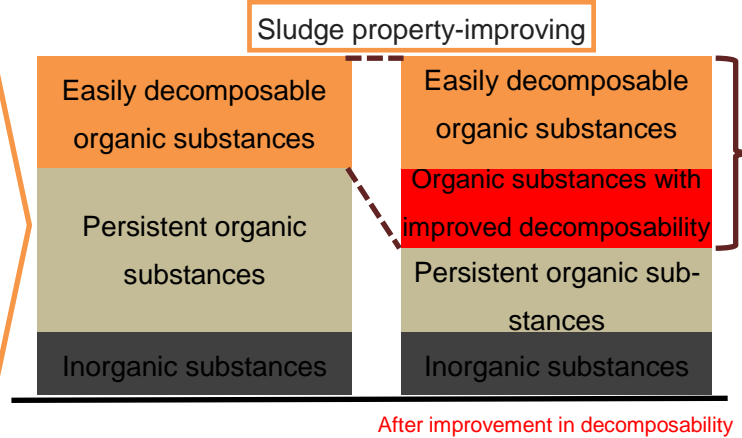 Sludge property-improving
Easily decomposable
organic substances
Persistent organic
substances
Inorganic substances
Easily decomposable
organic substances
Organic substances with
improved decomposability
Persistent organic sub-
stances
Inorganic substances
After improvement in decomposability